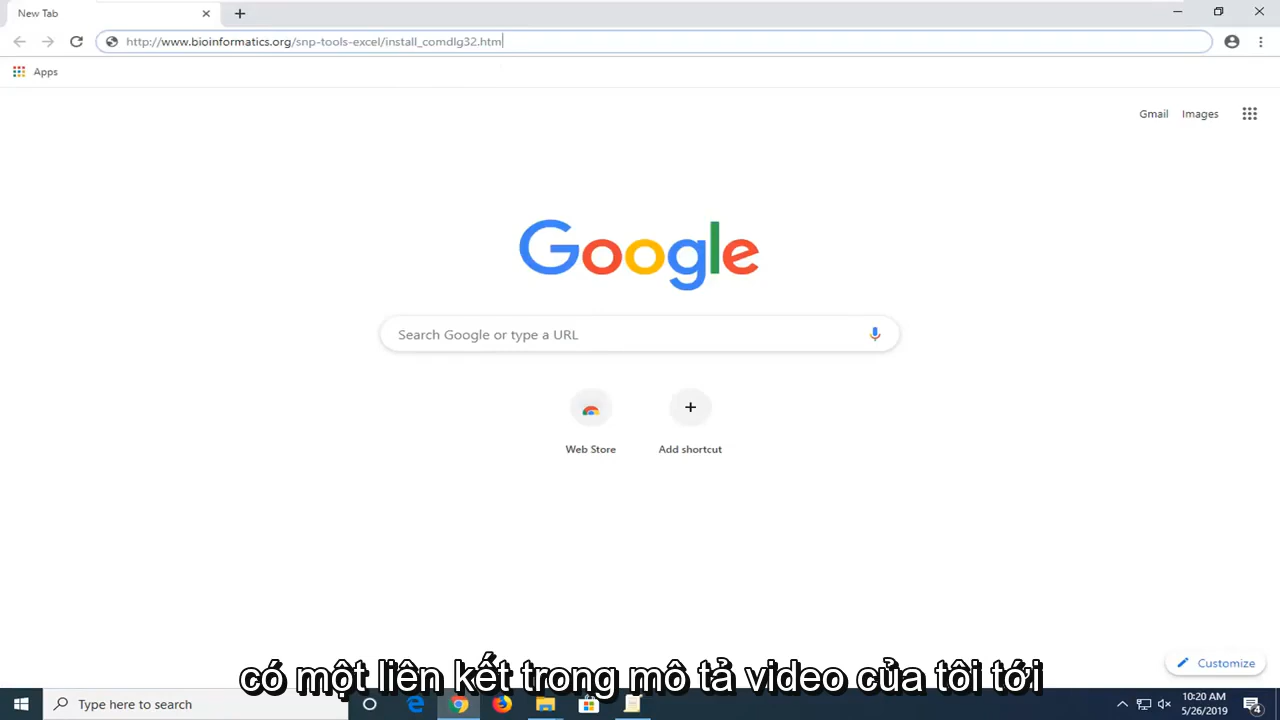 New Tab
http://www.bioinformatics.org/snp-tools-excel/install_comdlg32.htm
Apps
Gmail Images
Google
Search Google or type a URL
Web Store Add shortcut
Customize
có một liên kết trong mô tả video của tôi tới
Type here to search
10:20 AM
5/26/2019
4